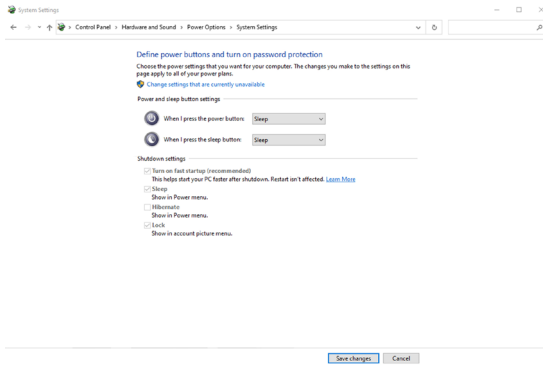 System Settings
Control Panel > Hardware and Sound > Power Options > System Settings
Define power buttons and turn on password protection
Choose the power settings that you want for your computer. The changes you make to the settings on this
page apply to all of your power plans.
Change settings that are currently unavailable
Power and sleep button settings
When I press the power button: Sleep
When I press the sleep button: Sleep
Shutdown settings
Turn on fast startup (recommended)
This helps start your PC faster after shutdown. Restart isn't affected. Learn More
Sleep
Show in Power menu.
Hibernate
Show in Power menu.
Lock
Show in account picture menu.
Save changes Cancel